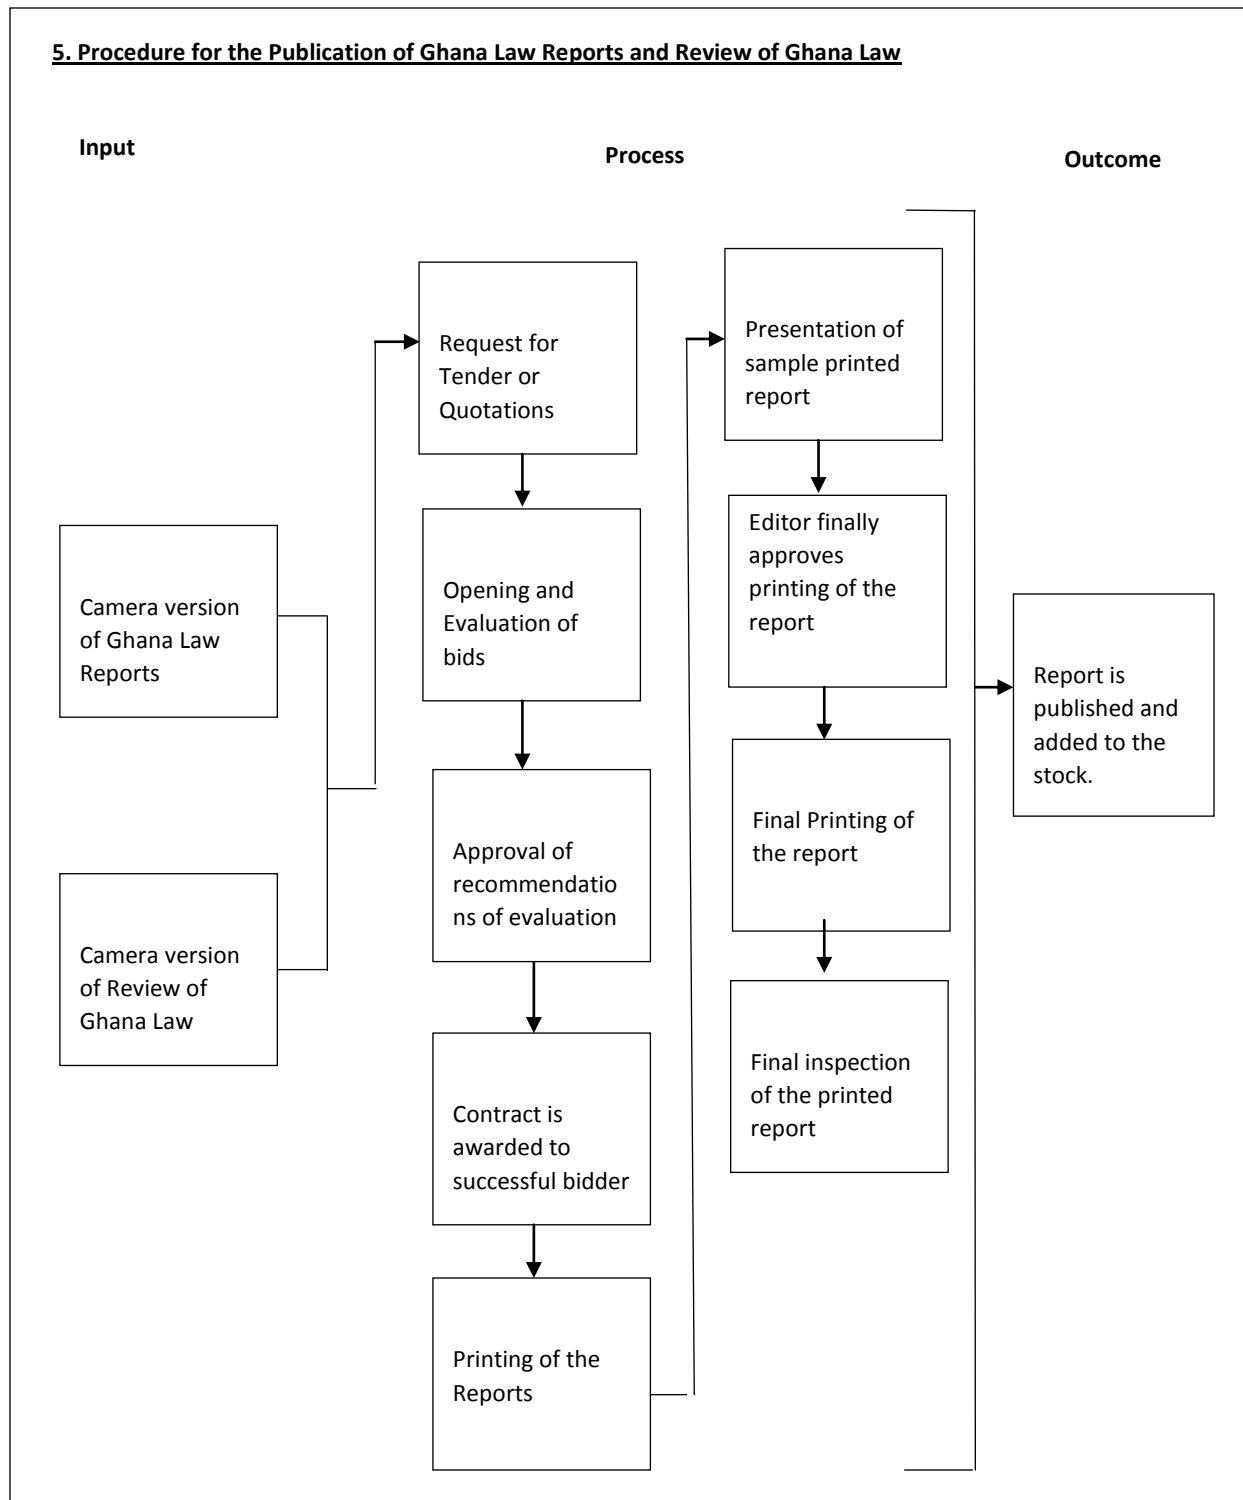 5. Procedure for the Publication of Ghana Law Reports and Review of Ghana Law
Input
Process
Outcome
Camera version
of Ghana Law
Reports
Camera version
of Review of
Ghana Law
Request for
Tender or
Quotations
Opening and
Evaluation of
bids
Approval of
recommendatio
ns of evaluation
Contract is
awarded to
successful bidder
Printing of the
Reports
Presentation of
sample printed
report
Editor finally
approves
printing of the
report
Final Printing of
the report
Final inspection
of the printed
report
Report is
published and
added to the
stock.